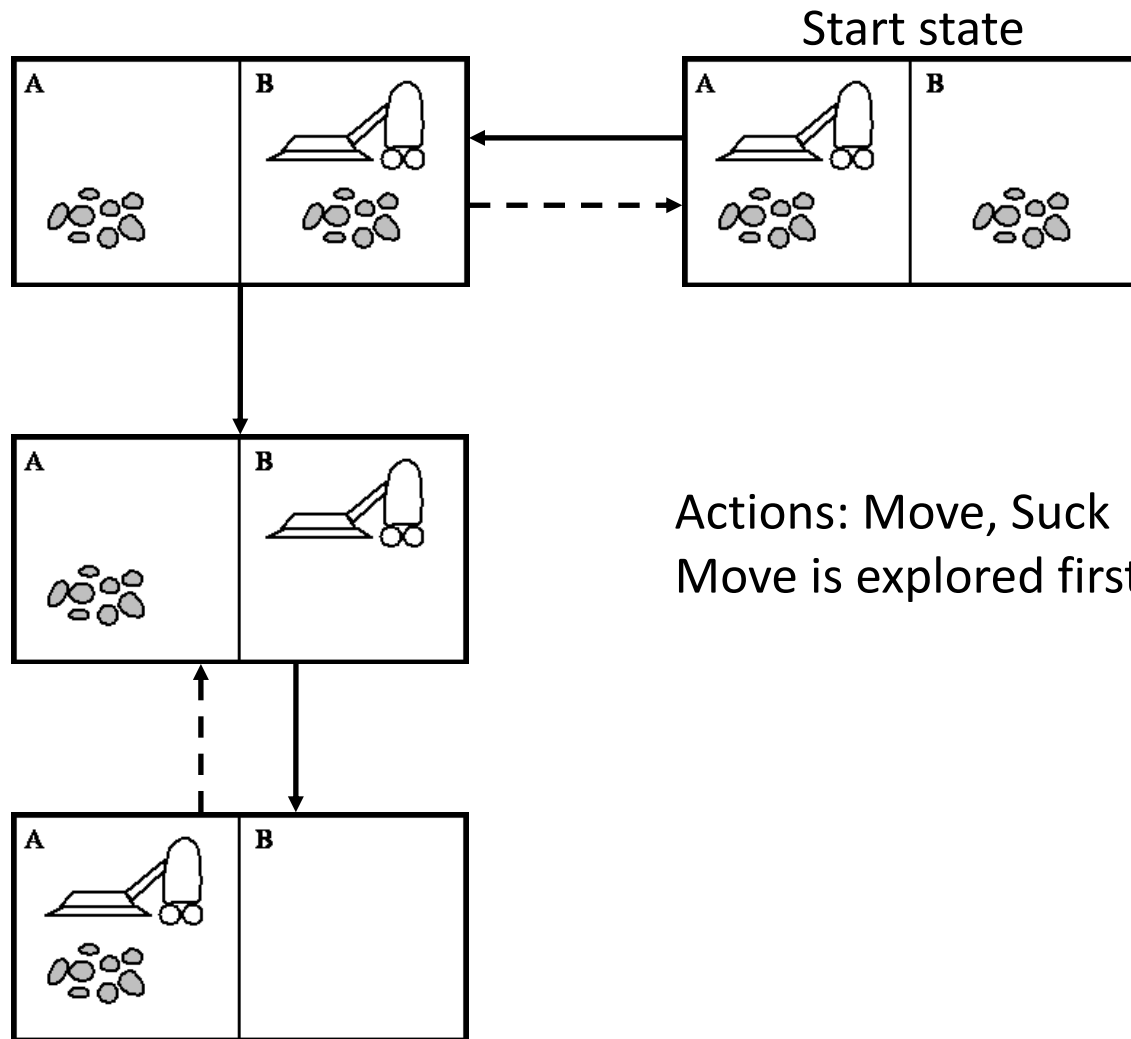 Start state
A B
A B
A B
Actions: Move, Suck
Move is explored first
A B